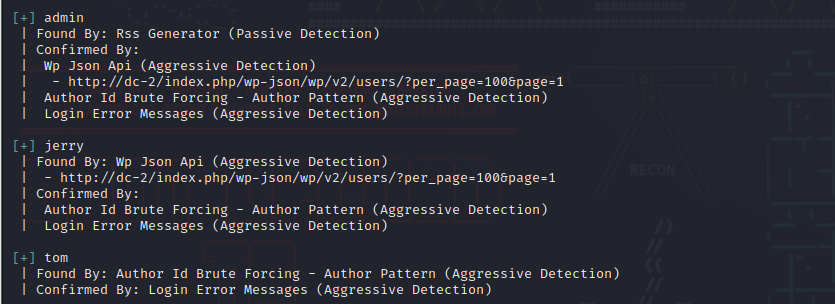 [+] admin
| Found By: Rss Generator (Passive Detection)
| Confirmed By:
|  Wp Json Api (Aggressive Detection)
|   - http://dc-2/index.php/wp-json/wp/v2/users/?per_page=100&page=1
|  Author Id Brute Forcing - Author Pattern (Aggressive Detection)
|  Login Error Messages (Aggressive Detection)
[+] jerry
| Found By: Wp Json Api (Aggressive Detection)
|  - http://dc-2/index.php/wp-json/wp/v2/users/?per_page=100&page=1
| Confirmed By:
|  Author Id Brute Forcing - Author Pattern (Aggressive Detection)
|  Login Error Messages (Aggressive Detection)
RECON
[+] tom
| Found By: Author Id Brute Forcing - Author Pattern (Aggressive Detection)
| Confirmed By: Login Error Messages (Aggressive Detection)